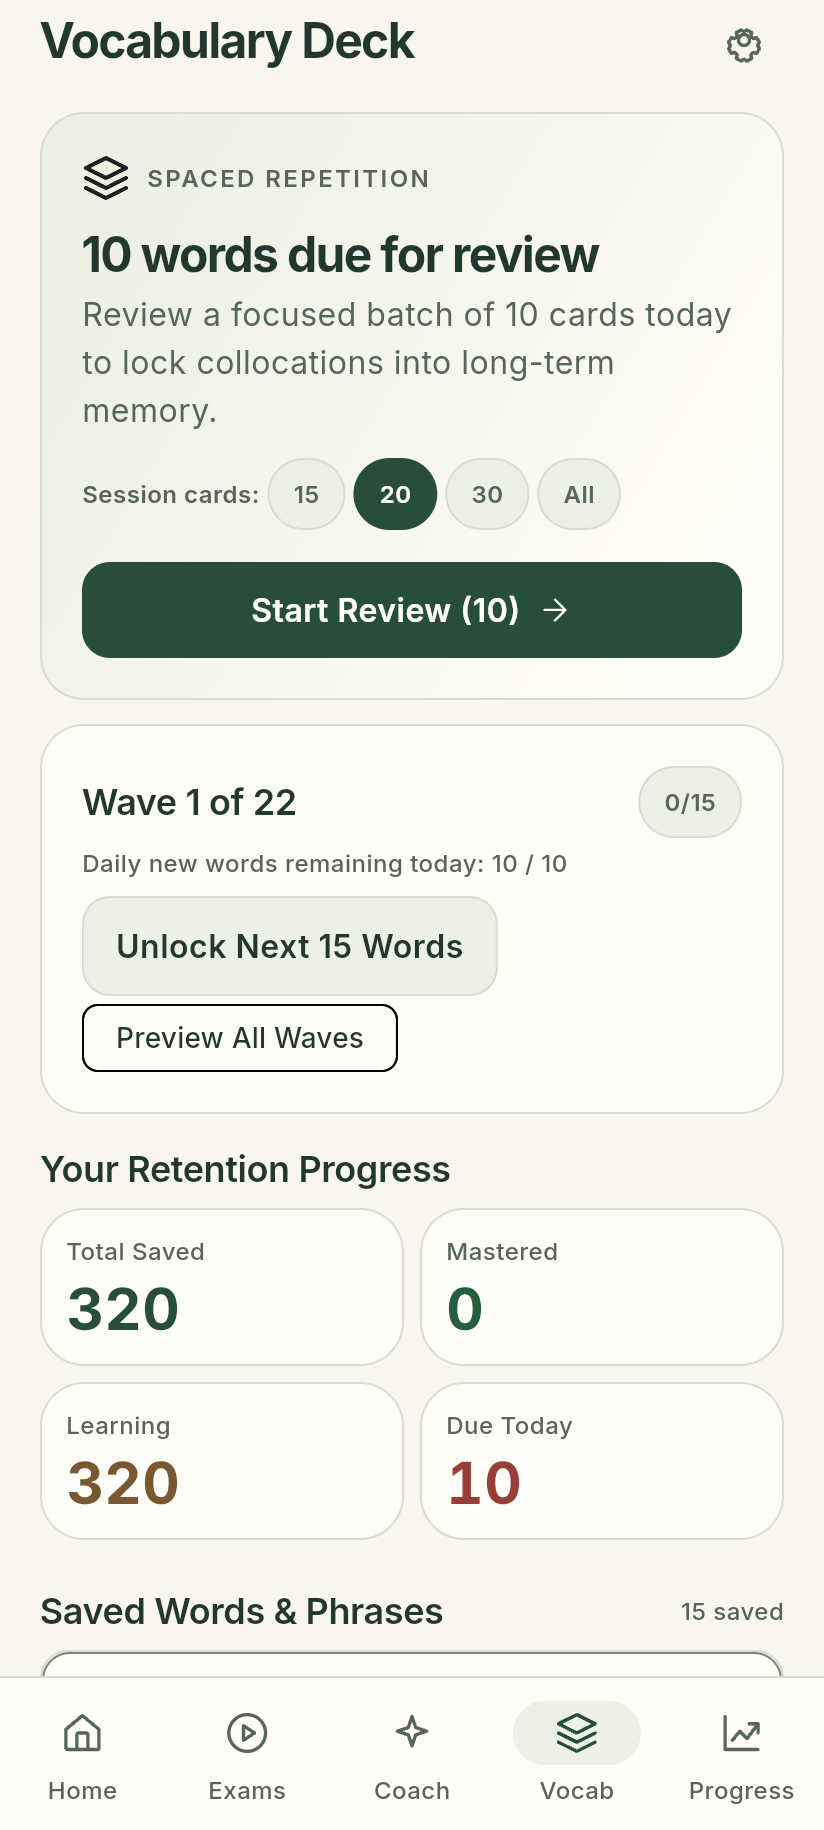 Vocabulary Deck
SPACED REPETITION
10 words due for review
Review a focused batch of 10 cards today
to lock collocations into long-term
memory.
Session cards: 15 20 30 All
Start Review (10) →
Wave 1 of 22 0/15
Daily new words remaining today: 10 / 10
Unlock Next 15 Words
Preview All Waves
Your Retention Progress
Total Saved Mastered
320 0
Learning Due Today
320 10
Saved Words & Phrases 15 saved
Home Exams Coach Vocab Progress